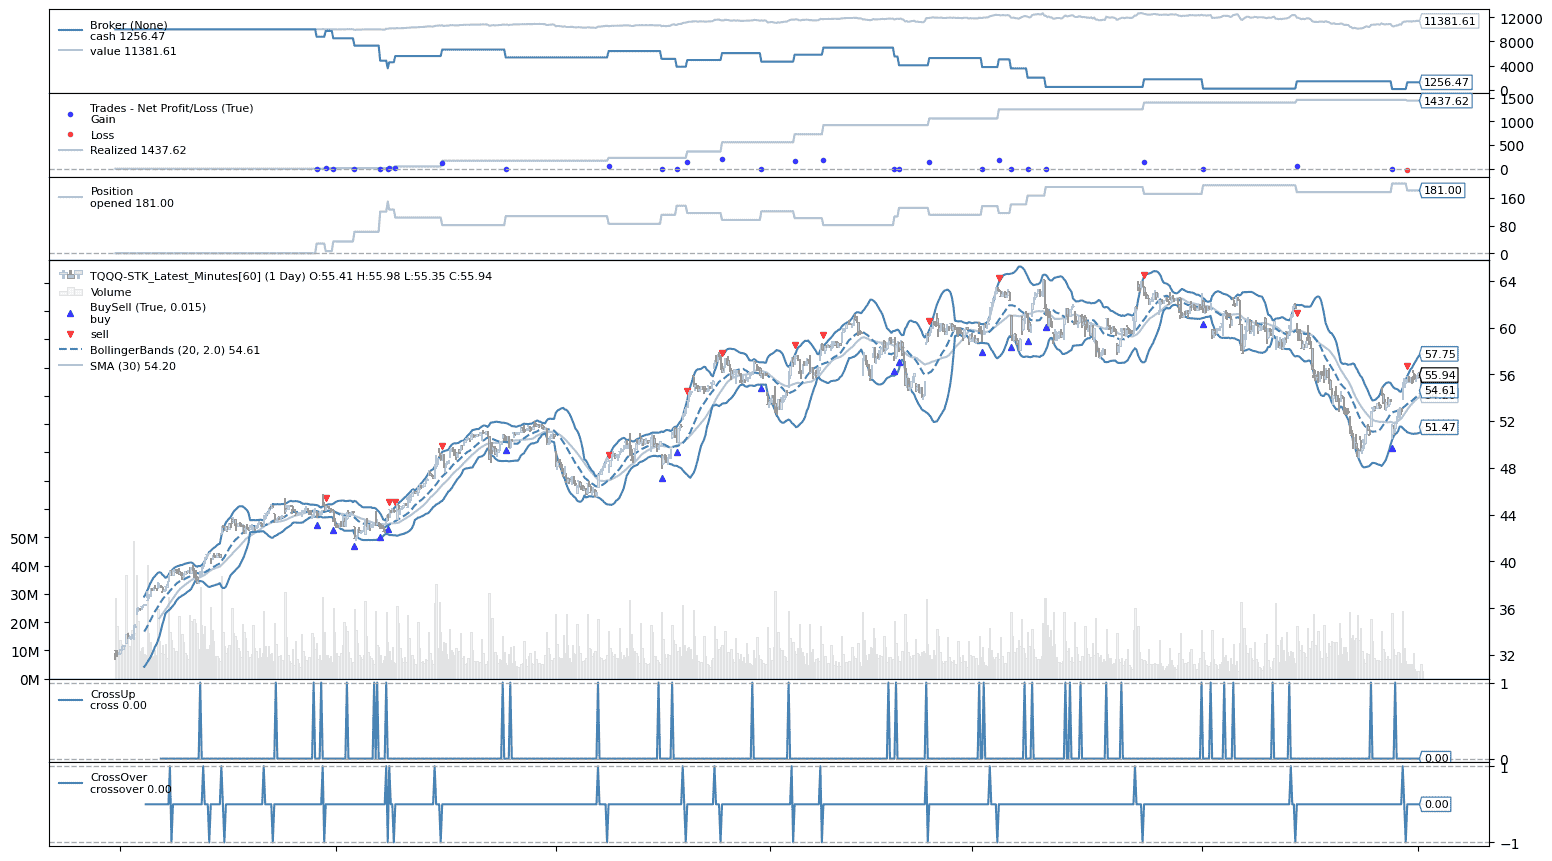 Broker (None)
cash 1256.47
value 11381.61
11381.61
1256.47
12000
8000
4000
0
Trades - Net Profit/Loss (True)
Gain
Loss
Realized 1437.62
1437.62
1500
1000
500
0
Position
opened 181.00
181.00
160
80
0
TQQQ-STK_Latest_Minutes[60] (1 Day) O:55.41 H:55.98 L:55.35 C:55.94
Volume
BuySell (True, 0.015)
buy
sell
BollingerBands (20, 2.0) 54.61
SMA (30) 54.20
64
60
57.75
55.94
56
54.61
52
51.47
48
44
40
36
32
50M
40M
30M
20M
10M
0M
CrossUp
cross 0.00
0.00
1
0
CrossOver
crossover 0.00
0.00
1
−1